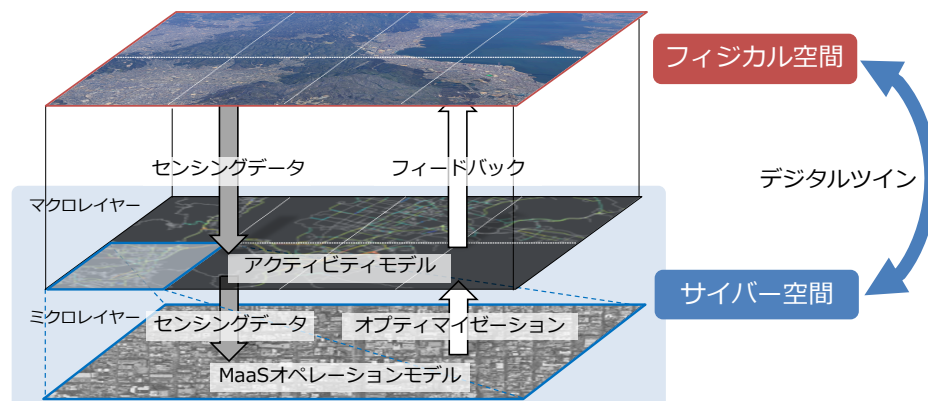 フィジカル空間
センシングデータ
フィードバック
デジタルツイン
マクロレイヤー
アクティビティモデル
サイバー空間
ミクロレイヤー
センシングデータ
オプティマイゼーション
MaaSオペレーションモデル